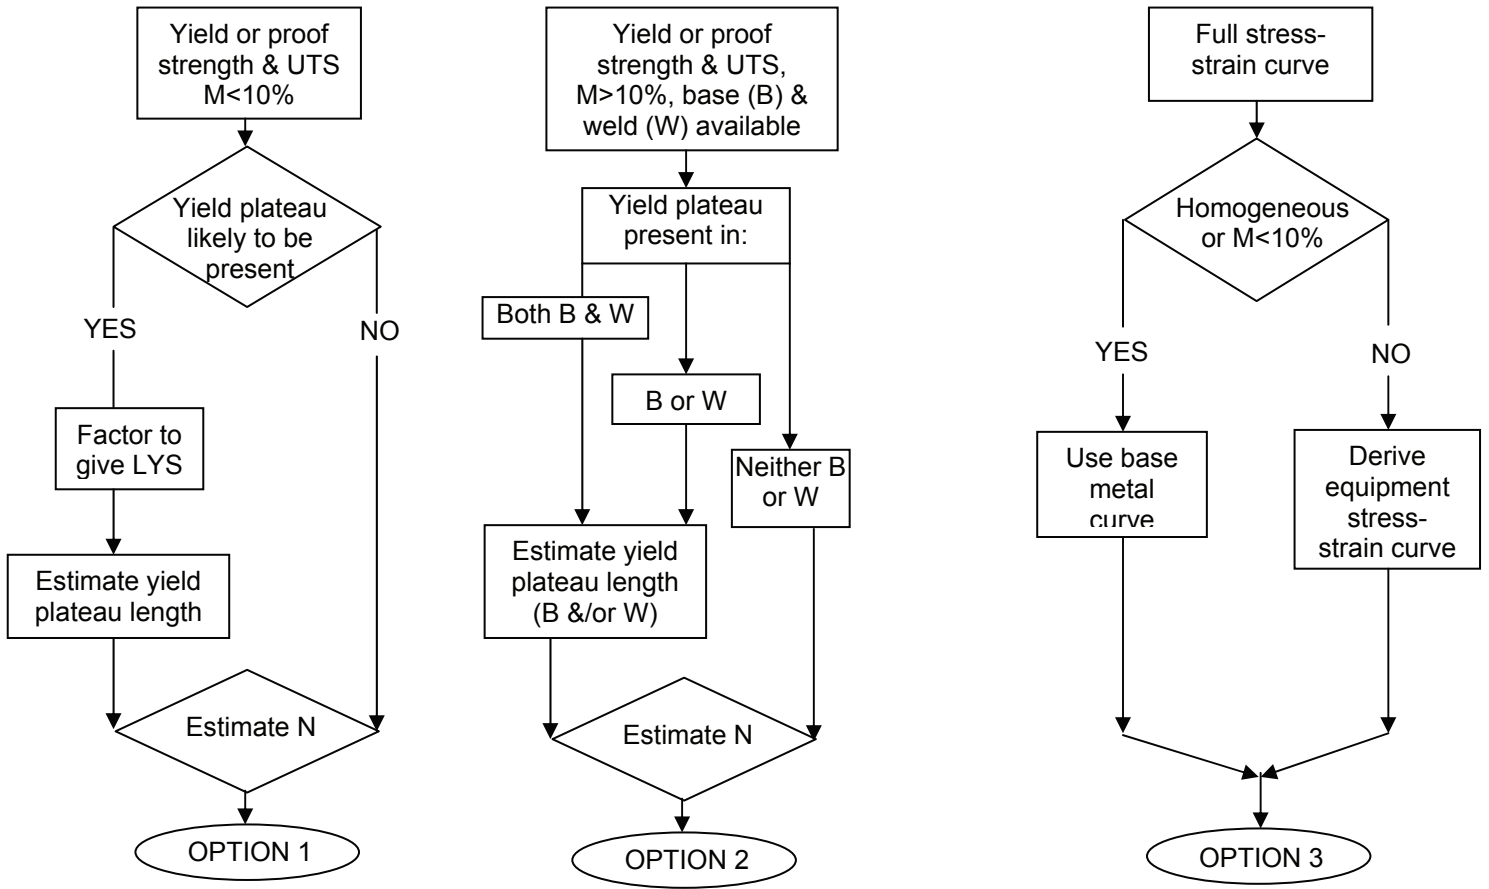 Yield or proof
strength & UTS
M<10%
Yield plateau
likely to be
present
YES
NO
Factor to
give LYS
Estimate yield
plateau length
Estimate N
OPTION 1
Yield or proof
strength & UTS,
M>10%, base (B) &
weld (W) available
Yield plateau
present in:
Both B & W
B or W
Neither B
or W
Estimate yield
plateau length
(B &/or W)
Estimate N
OPTION 2
Full stress-
strain curve
Homogeneous
or M<10%
YES
NO
Use base
metal
curve
Derive
equipment
stress-
strain curve
OPTION 3